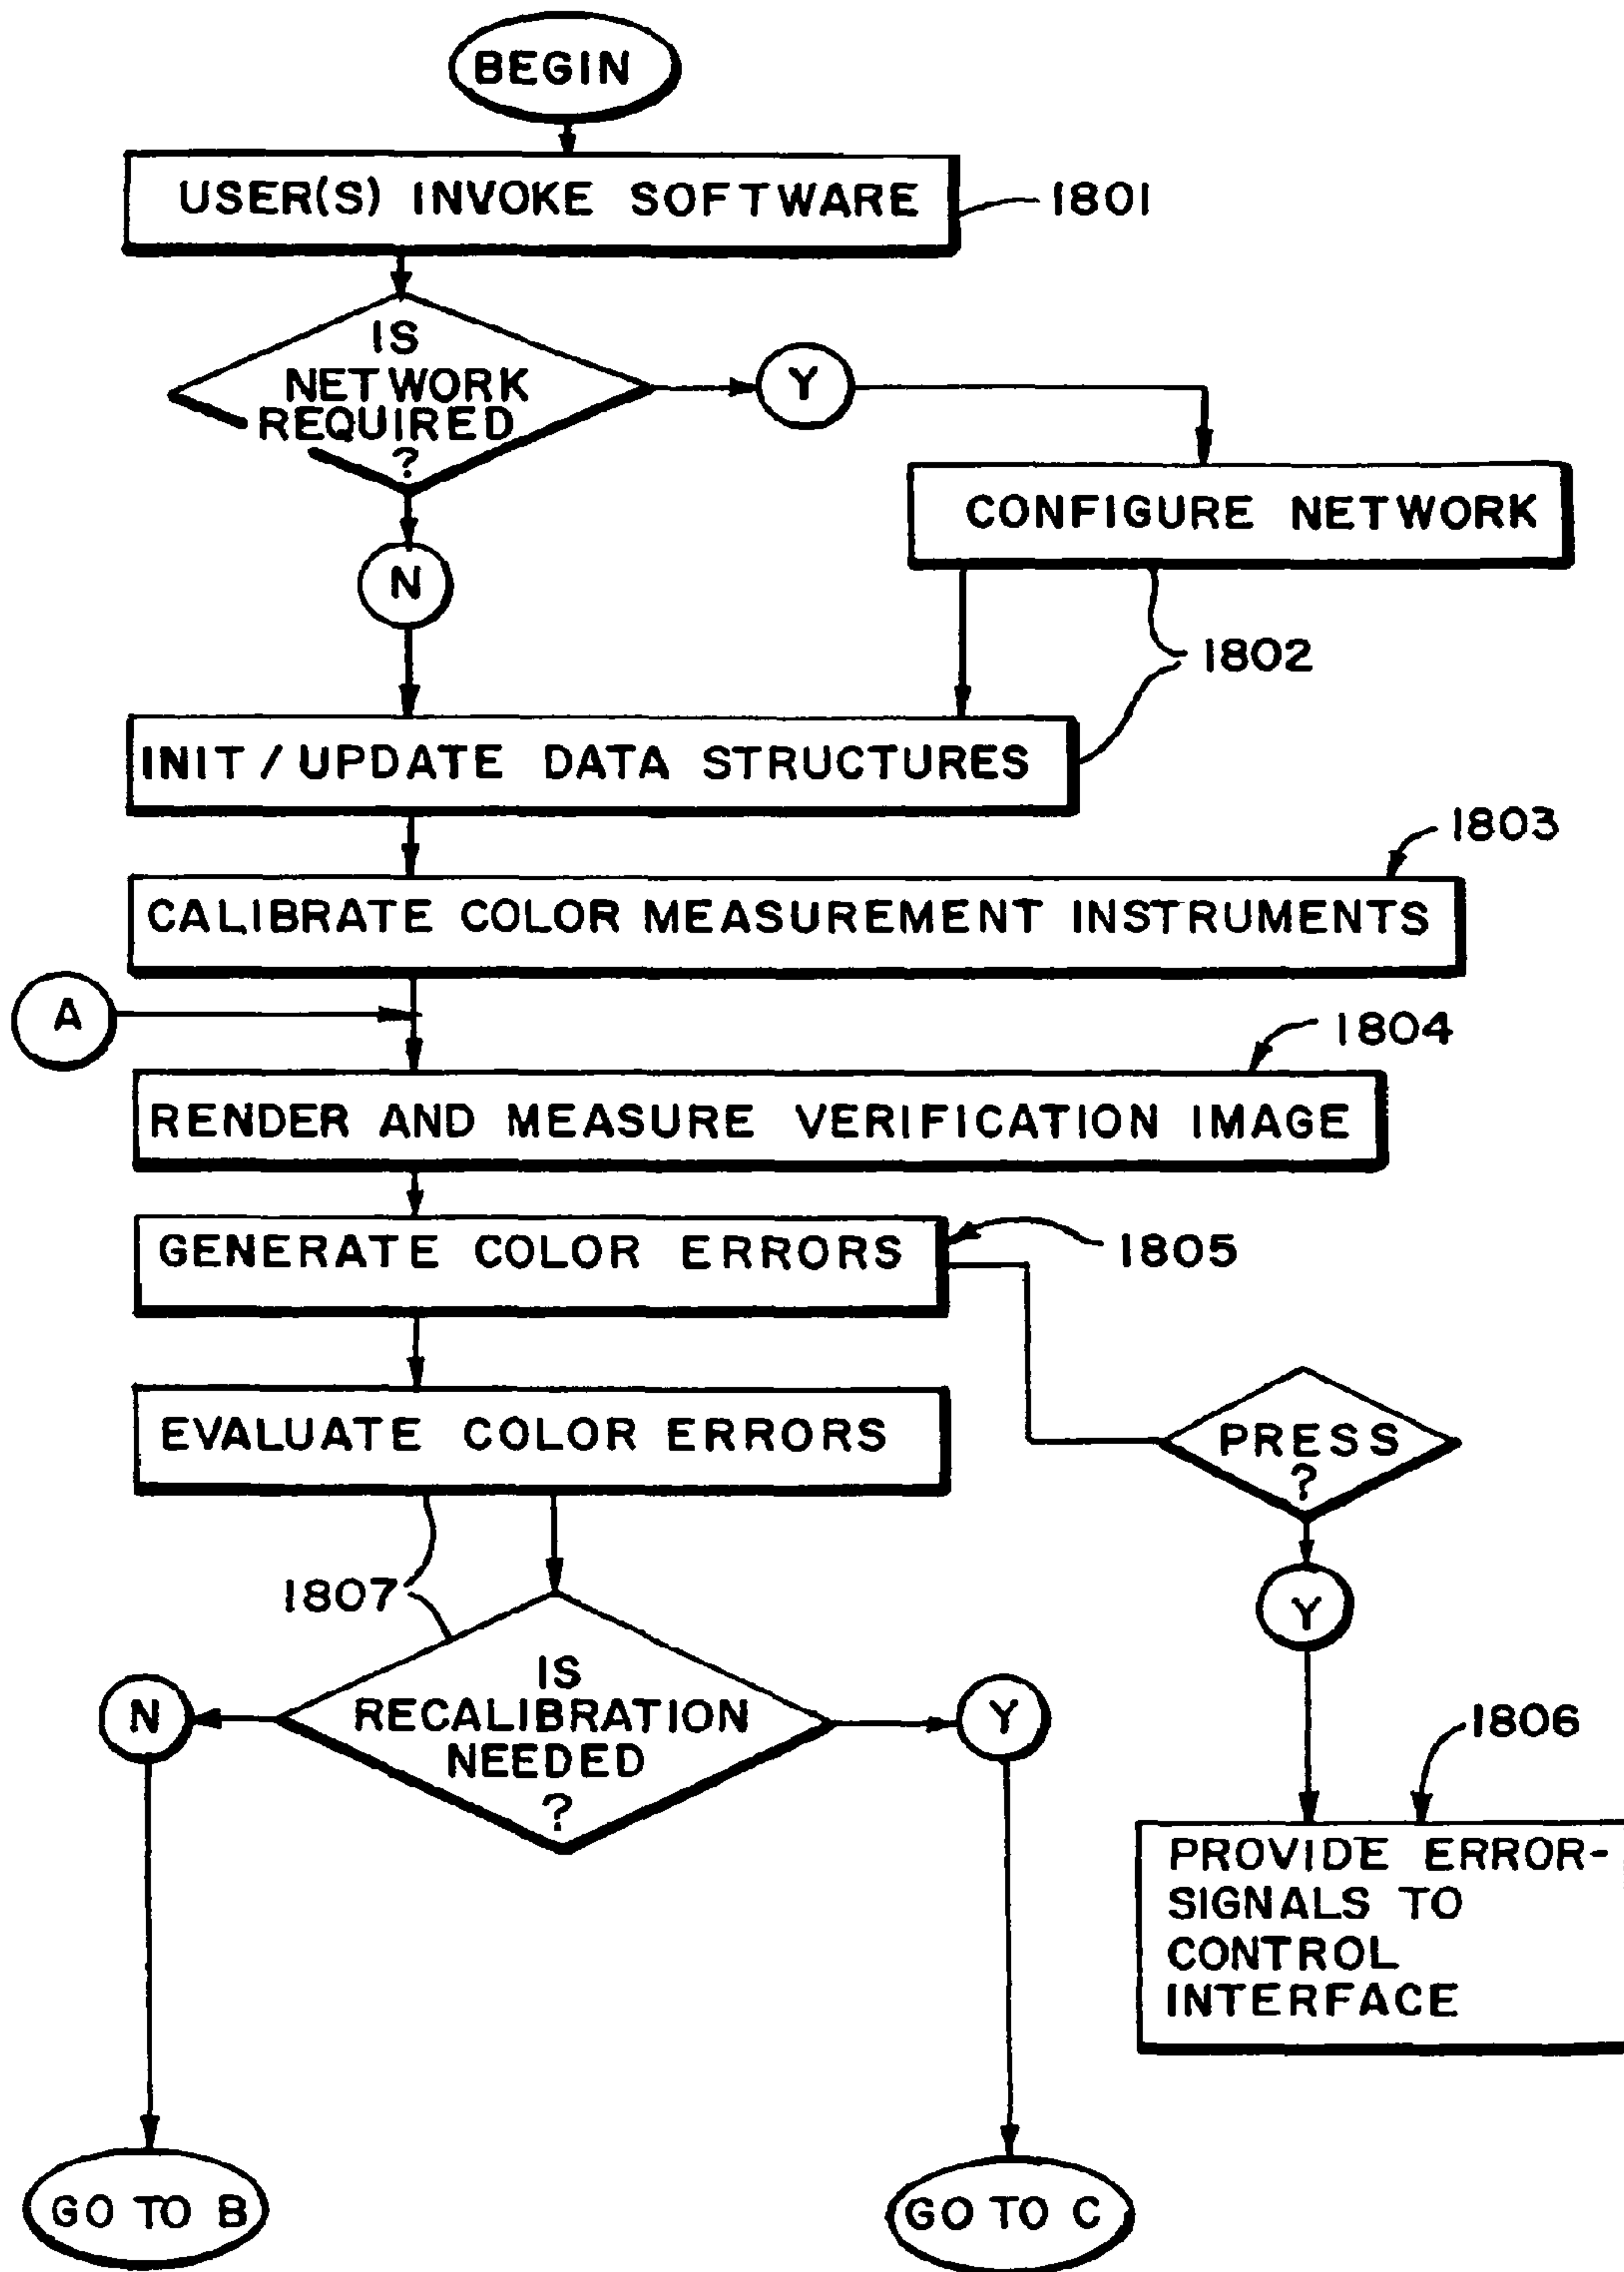 BEGIN
USER(S) INVOKE SOFTWARE
1801
IS
NETWORK
REQUIRED
?
Y
CONFIGURE NETWORK
N
1802
INIT / UPDATE DATA STRUCTURES
1803
CALIBRATE COLOR MEASUREMENT INSTRUMENTS
A
1804
RENDER AND MEASURE VERIFICATION IMAGE
GENERATE COLOR ERRORS
1805
EVALUATE COLOR ERRORS
PRESS
?
1807
Y
IS
RECALIBRATION
NEEDED
?
N
Y
1806
PROVIDE ERROR-
SIGNALS TO
CONTROL
INTERFACE
GO TO B
GO TO C